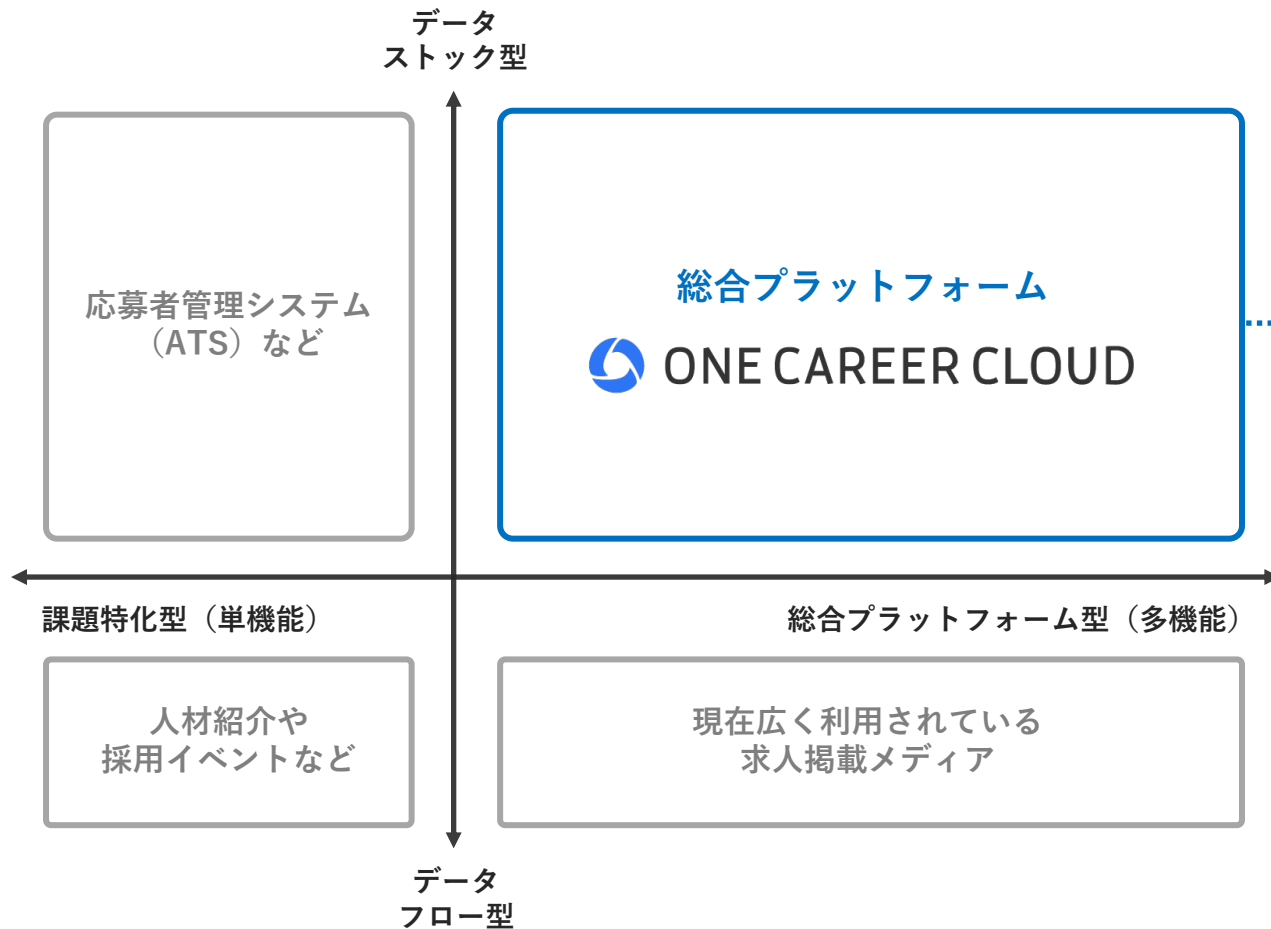 データ
ストック型
応募者管理システム
（ATS）など
総合プラットフォーム
ONE CAREER CLOUD
課題特化型（単機能）
総合プラットフォーム型（多機能）
人材紹介や
採用イベントなど
現在広く利用されている
求人掲載メディア
データ
フロー型